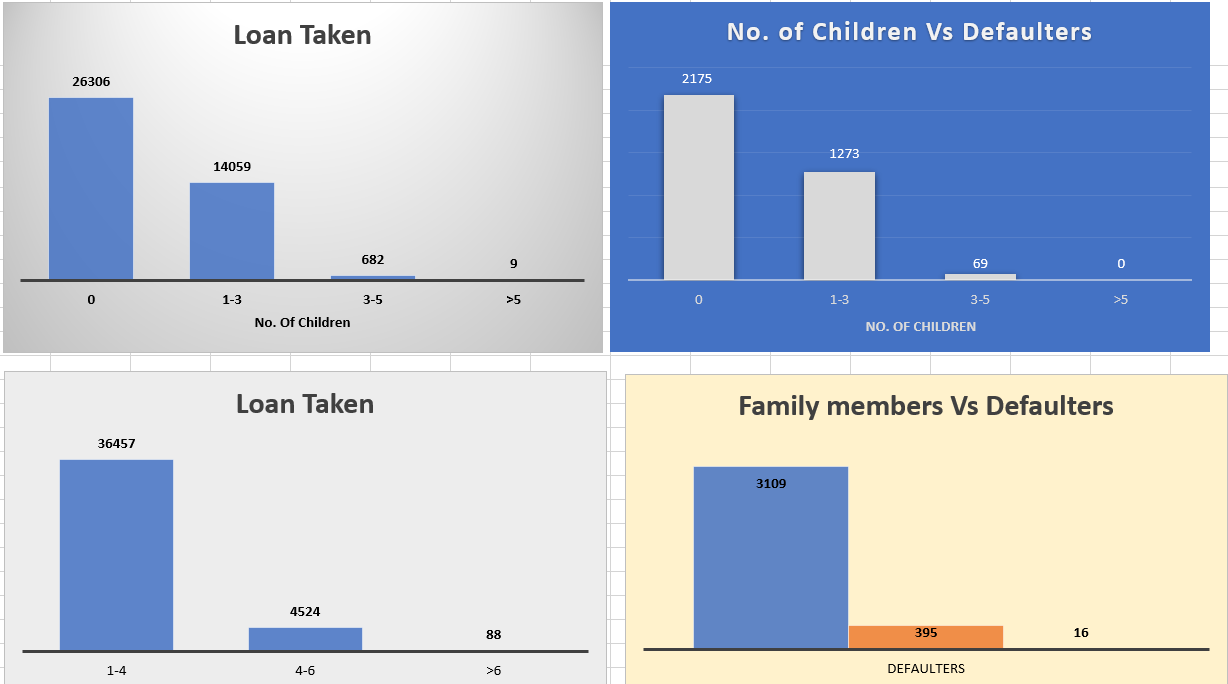 Loan Taken
26306
14059
682
9
0 1-3 3-5 >5
No. Of Children
No. of Children Vs Defaulters
2175
1273
69
0
0 1-3 3-5 >5
NO. OF CHILDREN
Loan Taken
36457
4524
88
1-4 4-6 >6
Family members Vs Defaulters
3109
395
16
DEFAULTERS